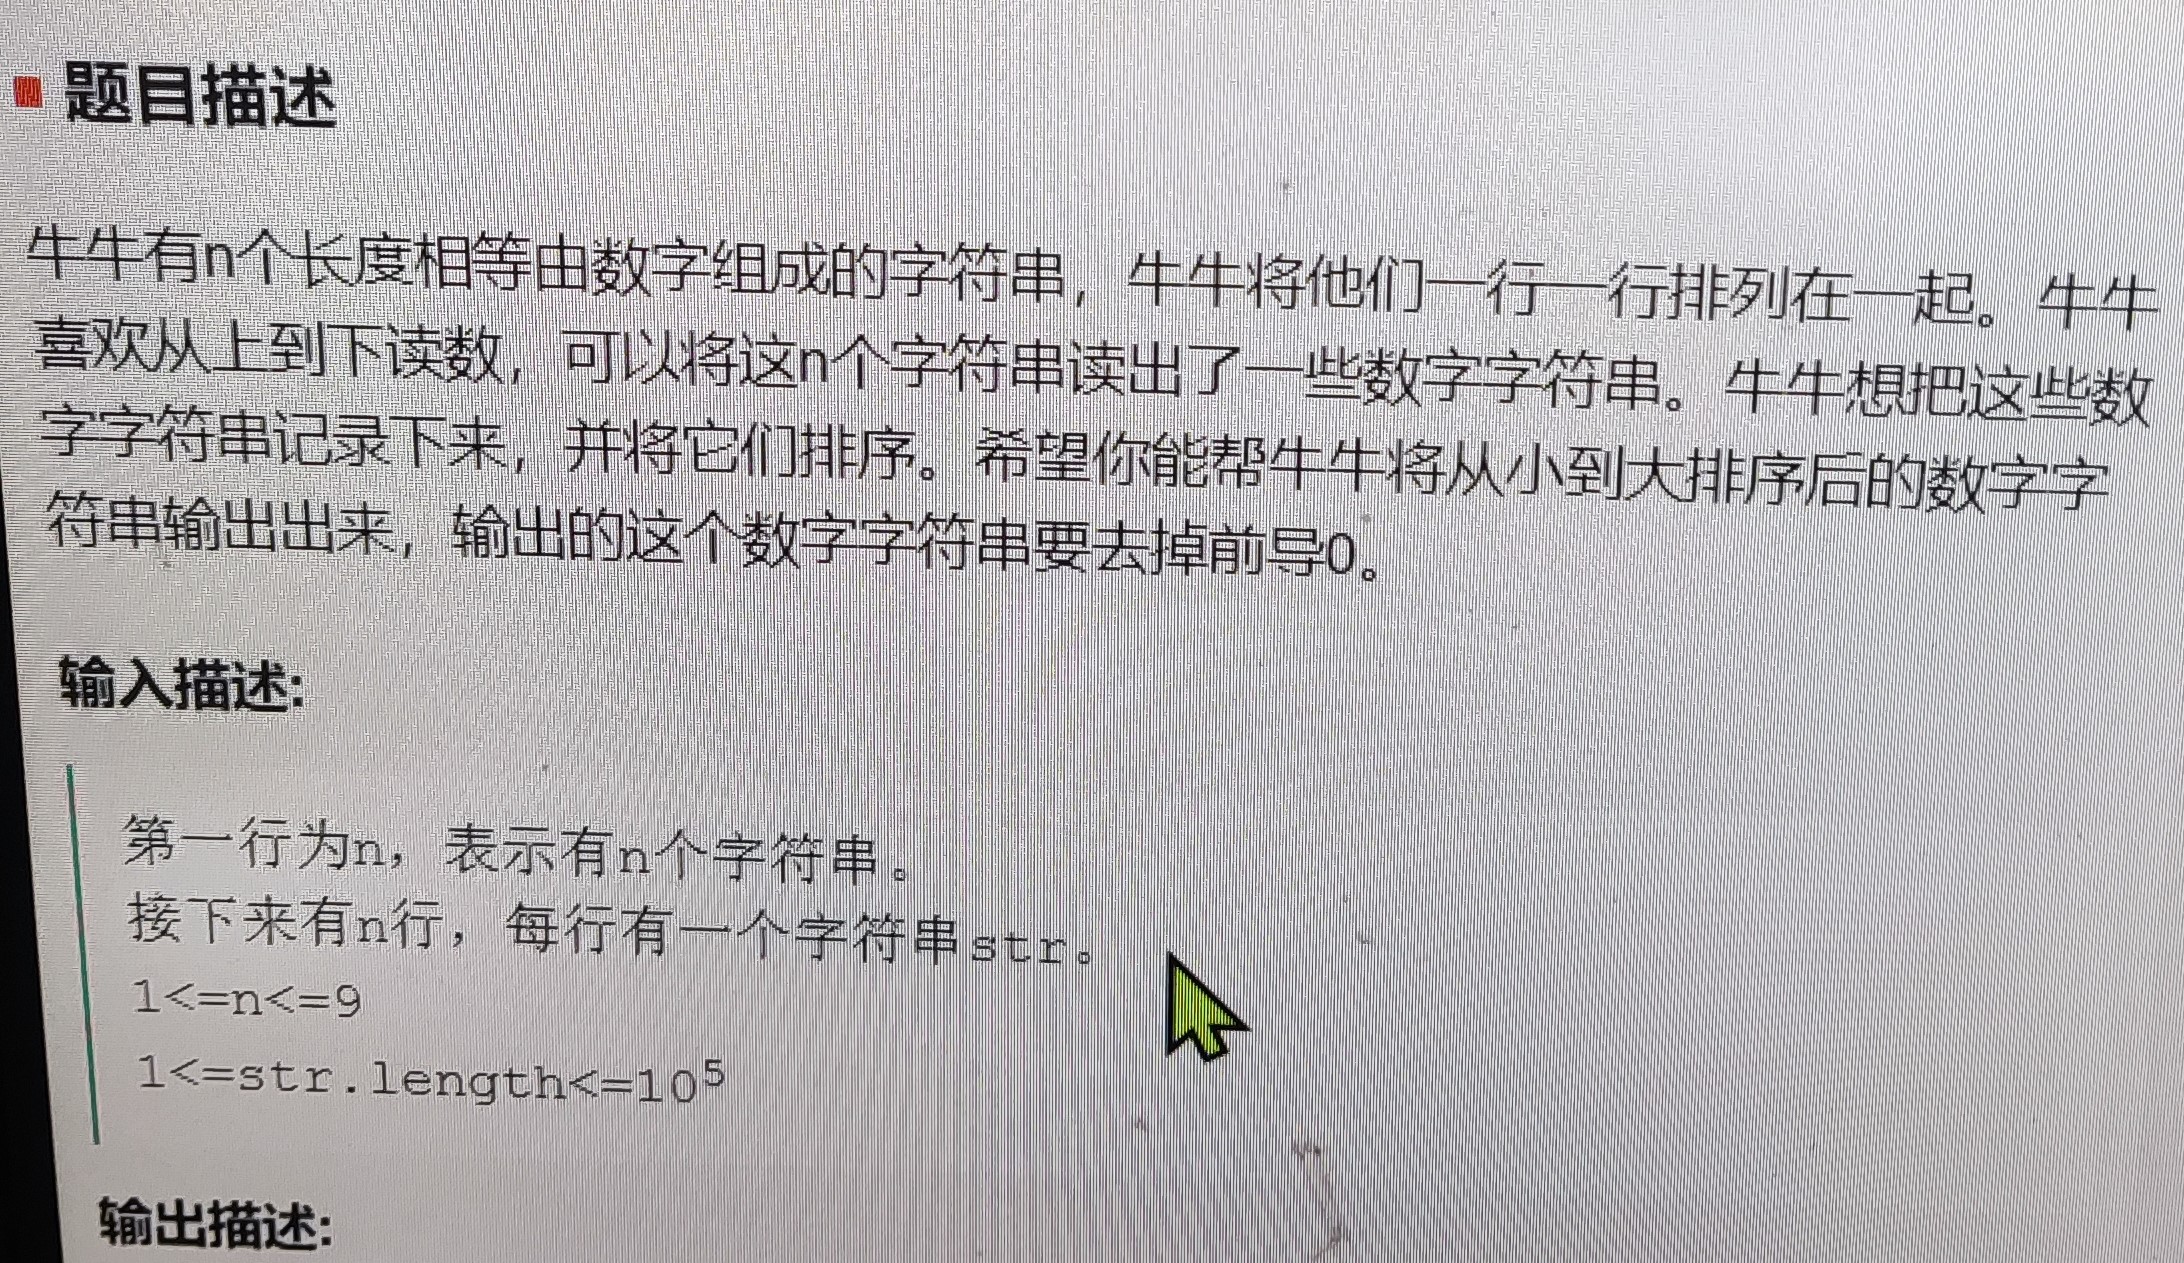 题目描述
牛牛有n个长度相等由数字组成的字符串，牛牛将他们一行一行排列在一起。牛牛
喜欢从上到下读数，可以将这n个字符串读出了一些数字字符串。牛牛想把这些数
字字符串记录下来，并将它们排序。希望你能帮牛牛将从小到大排序后的数字字
符串输出出来，输出的这个数字字符串要去掉前导0。
输入描述:
第一行为n，表示有n个字符串。
接下来有n行，每行有一个字符串str。
1<=n<=9
1<=str.length<=10⁵
输出描述: